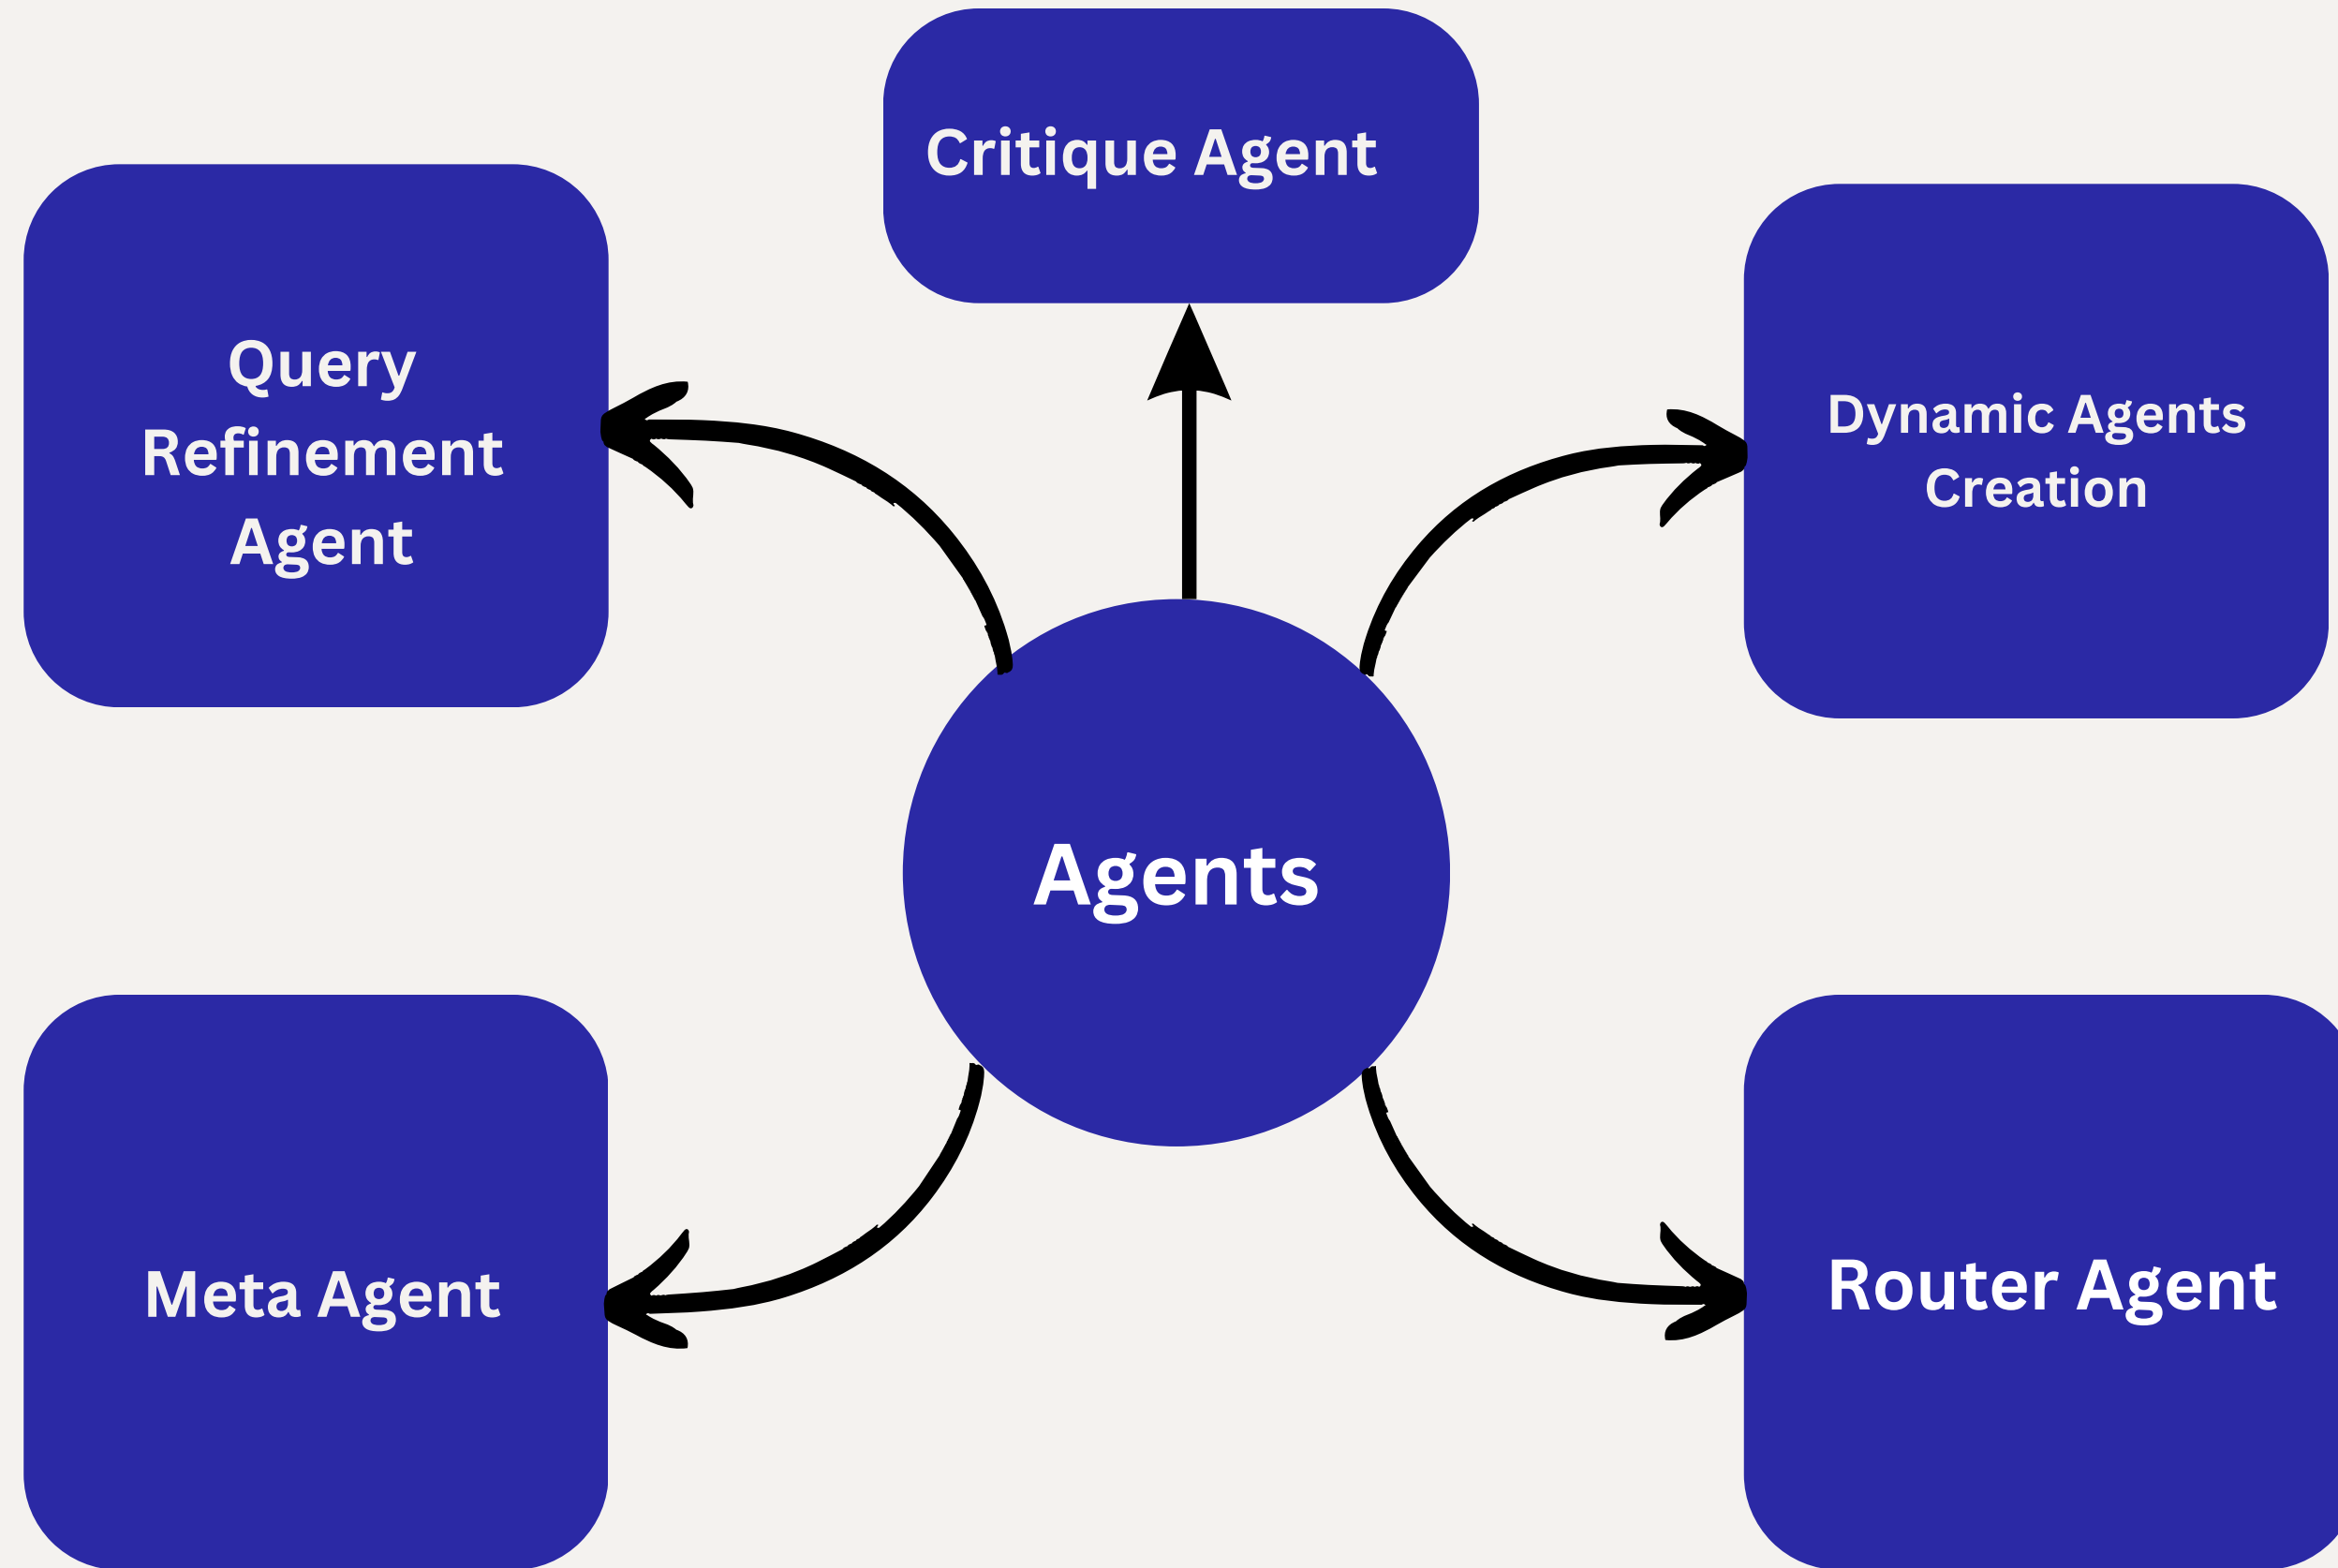 Critique Agent
Query
Refinement
Agent
Dynamic Agents
Creation
Agents
Meta Agent
Router Agent